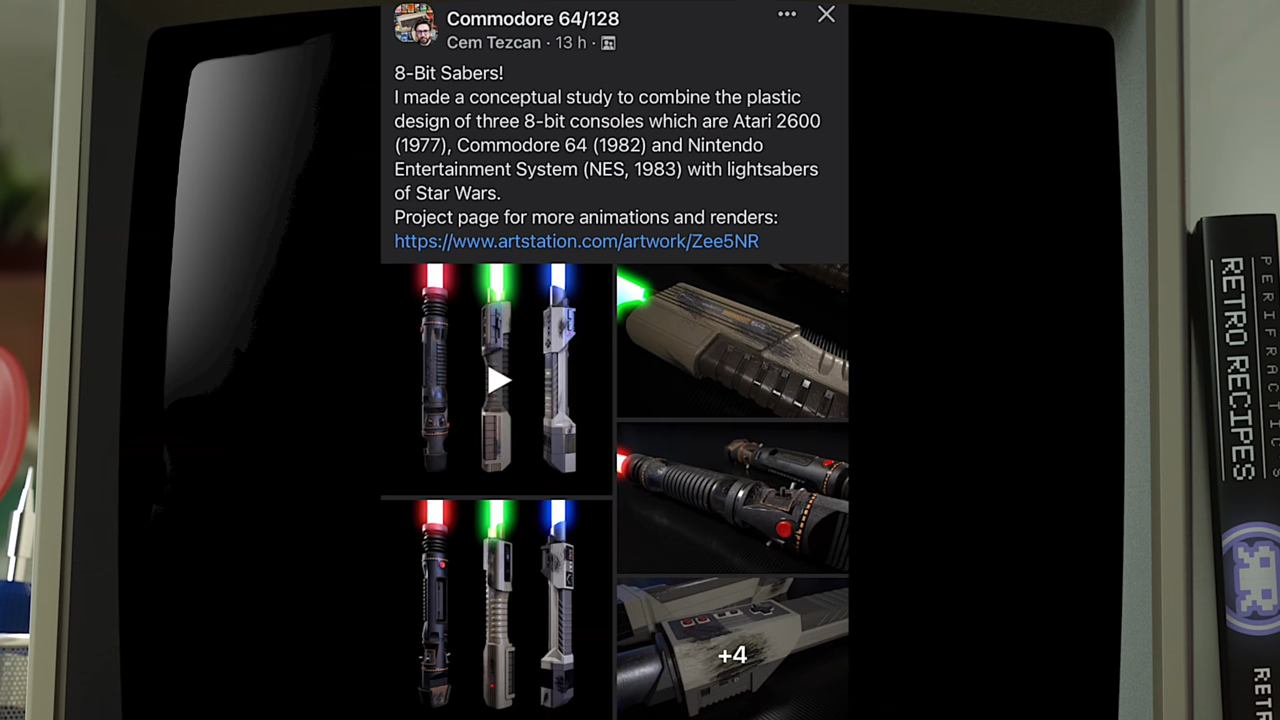 Commodore 64/128
Cem Tezcan · 13 h ·
8-Bit Sabers!
I made a conceptual study to combine the plastic
design of three 8-bit consoles which are Atari 2600
(1977), Commodore 64 (1982) and Nintendo
Entertainment System (NES, 1983) with lightsabers
of Star Wars.
Project page for more animations and renders:
https://www.artstation.com/artwork/Zee5NR
+4
RETRO RECIPES
PERIFRACTIC'S
RETR